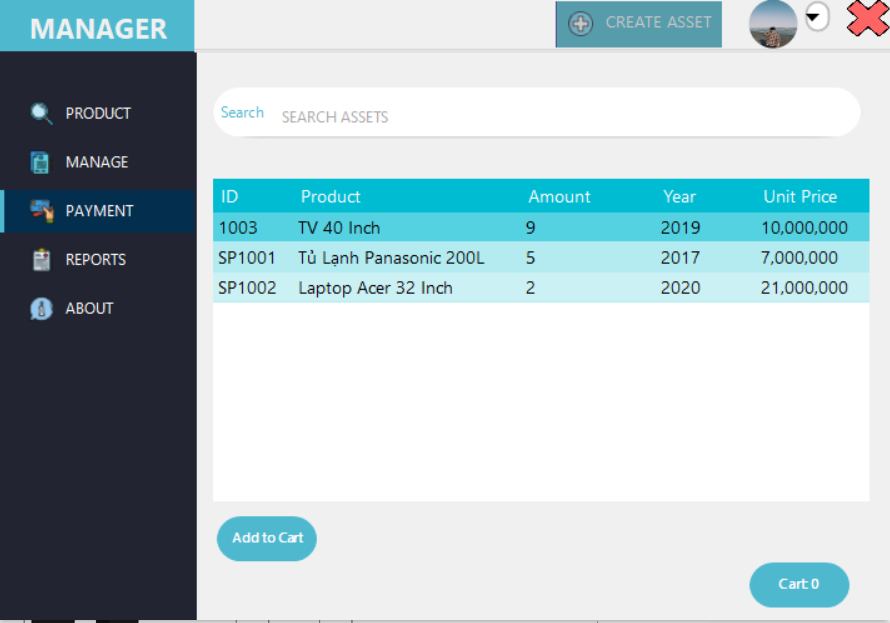 MANAGER
CREATE ASSET
PRODUCT
MANAGE
PAYMENT
REPORTS
ABOUT
Search SEARCH ASSETS
ID Product Amount Year Unit Price
1003 TV 40 Inch 9 2019 10,000,000
SP1001 Tủ Lạnh Panasonic 200L 5 2017 7,000,000
SP1002 Laptop Acer 32 Inch 2 2020 21,000,000
Add to Cart
Cart: 0